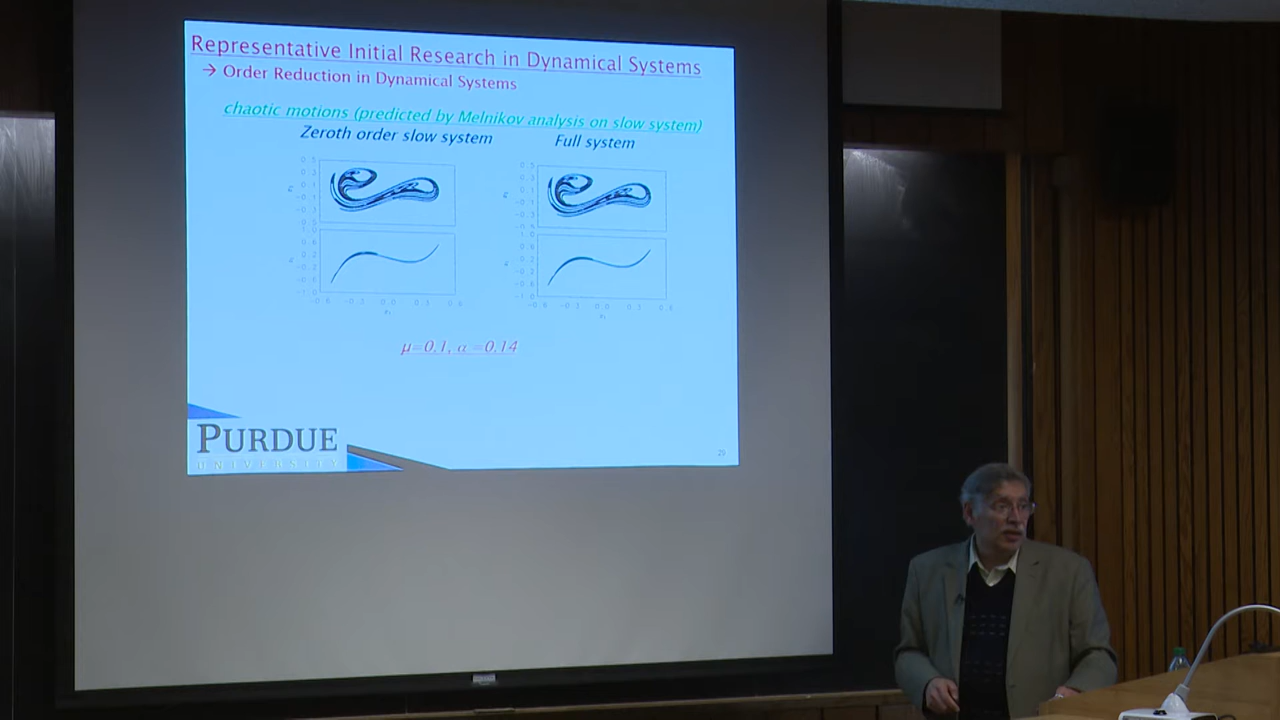 Representative Initial Research in Dynamical Systems
→ Order Reduction in Dynamical Systems
chaotic motions (predicted by Melnikov analysis on slow system)
Zeroth order slow system
Full system
μ=0.1, α =0.14
PURDUE
UNIVERSITY
29